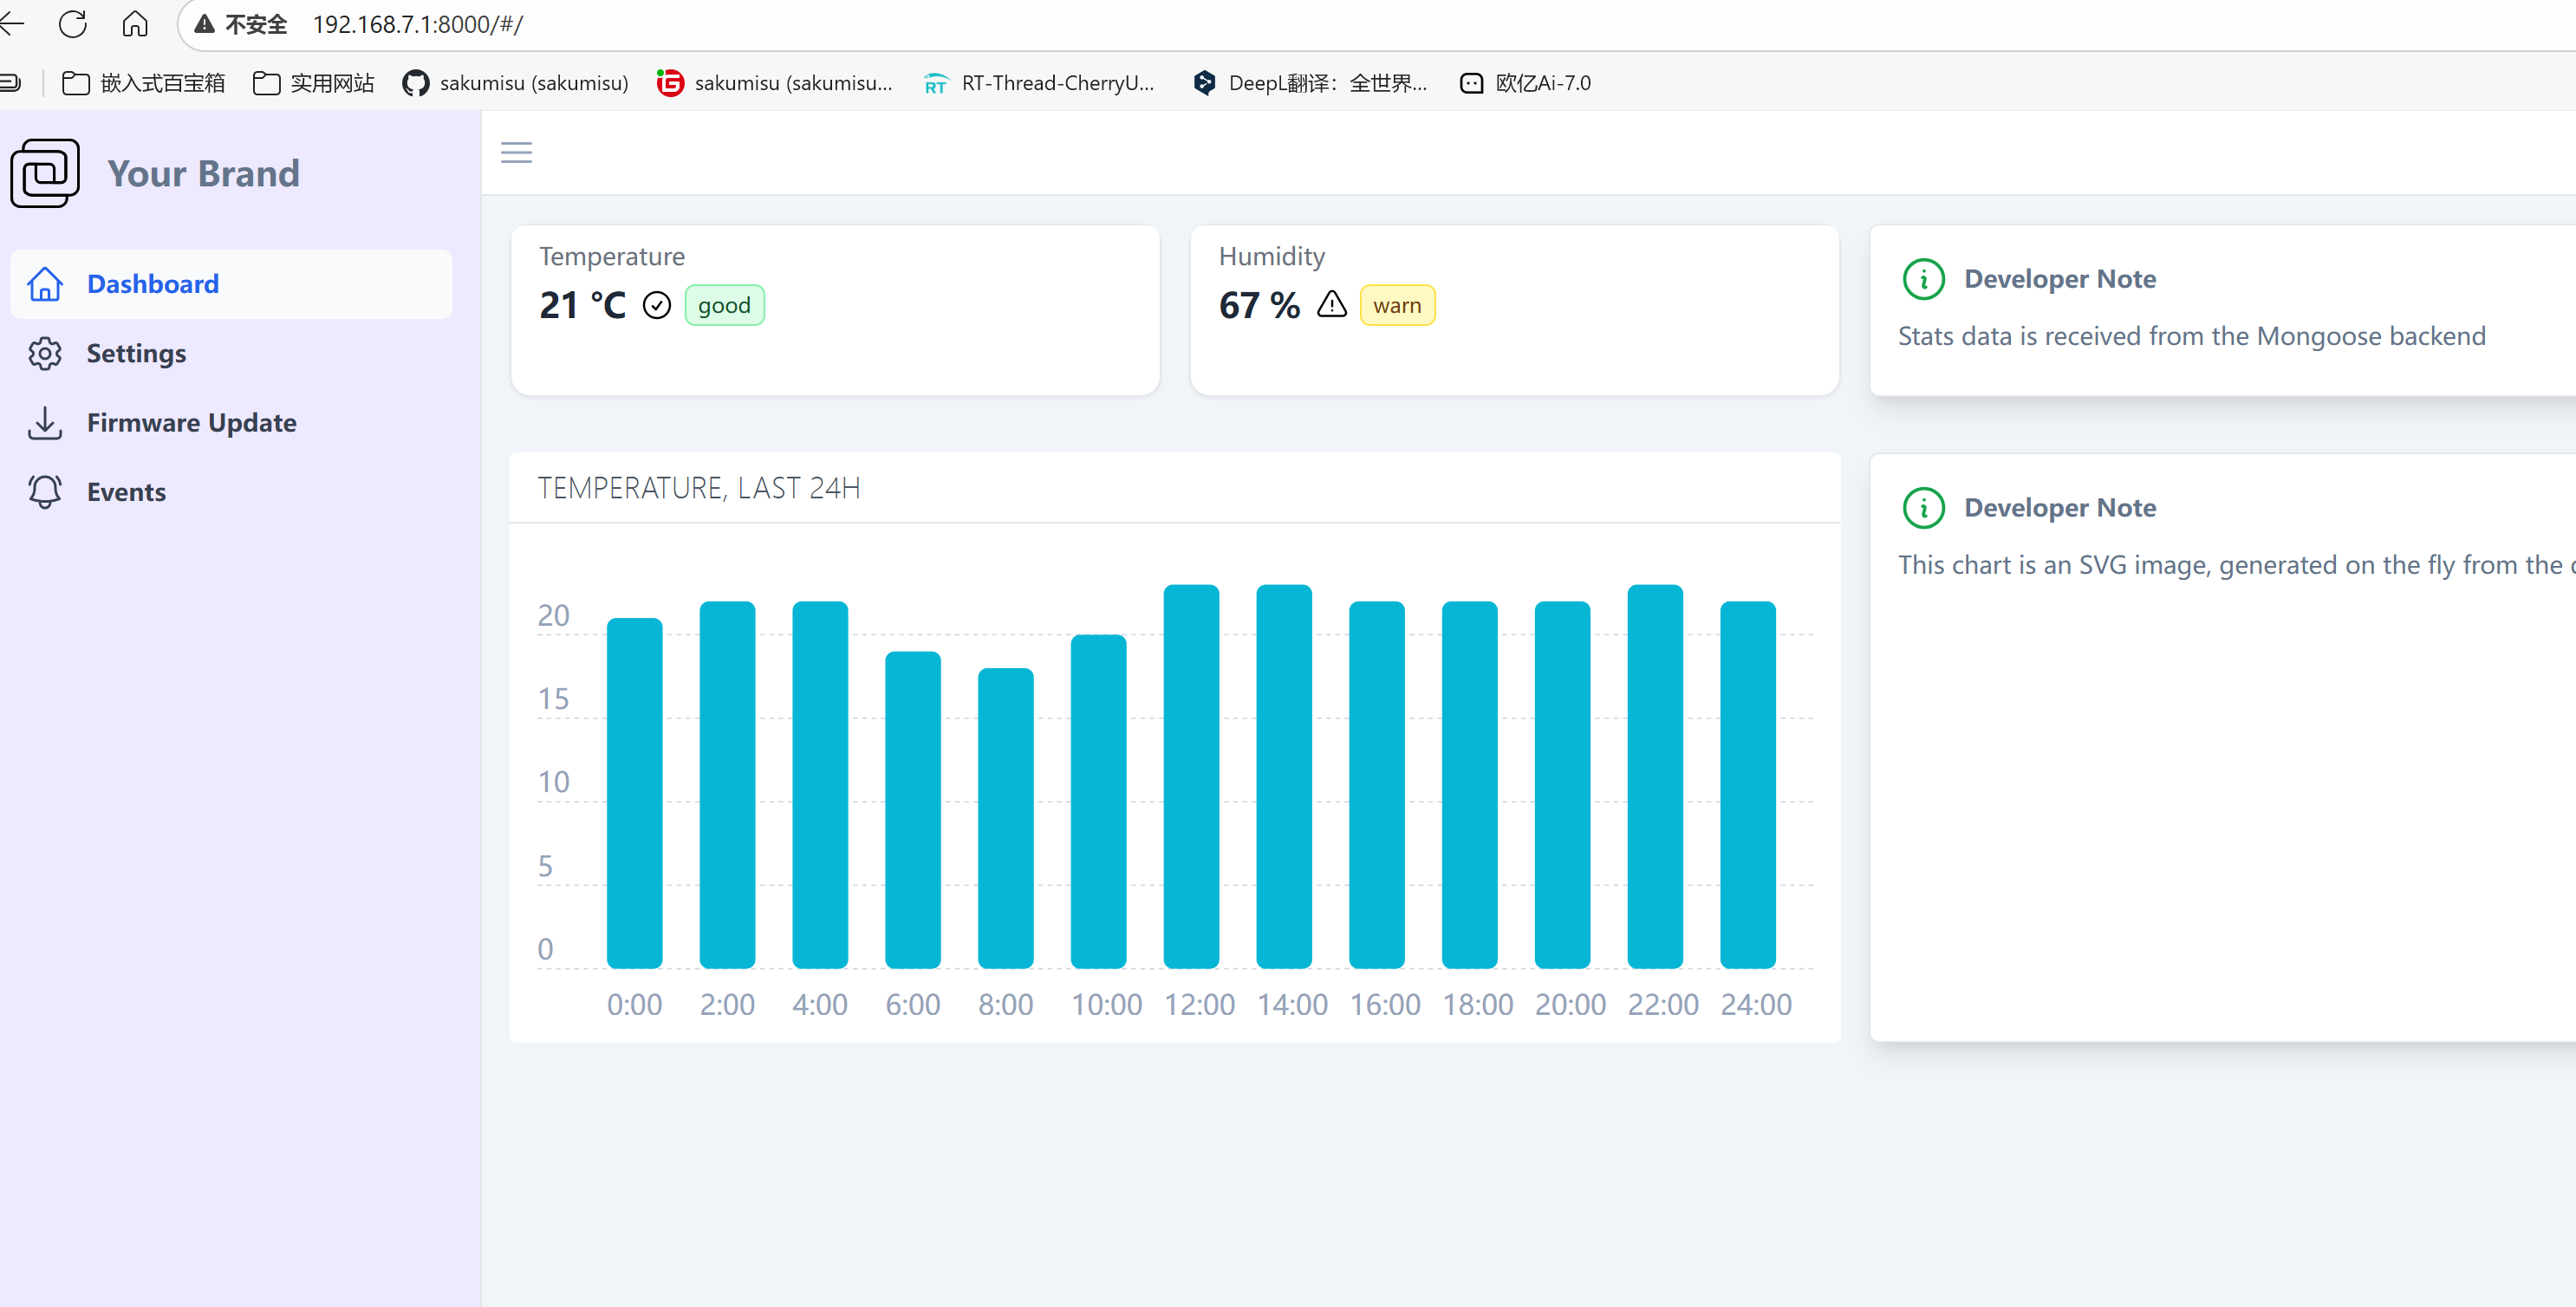 不安全 192.168.7.1:8000/#/
嵌入式百宝箱 实用网站 sakumisu (sakumisu) sakumisu (sakumisu... RT-Thread-CherryU... DeepL翻译：全世界... 欧亿Ai-7.0
Your Brand
Dashboard
Settings
Firmware Update
Events
Temperature
21 °C good
Humidity
67 % warn
Developer Note
Stats data is received from the Mongoose backend
TEMPERATURE, LAST 24H
20
15
10
5
0
0:00 2:00 4:00 6:00 8:00 10:00 12:00 14:00 16:00 18:00 20:00 22:00 24:00
Developer Note
This chart is an SVG image, generated on the fly from the